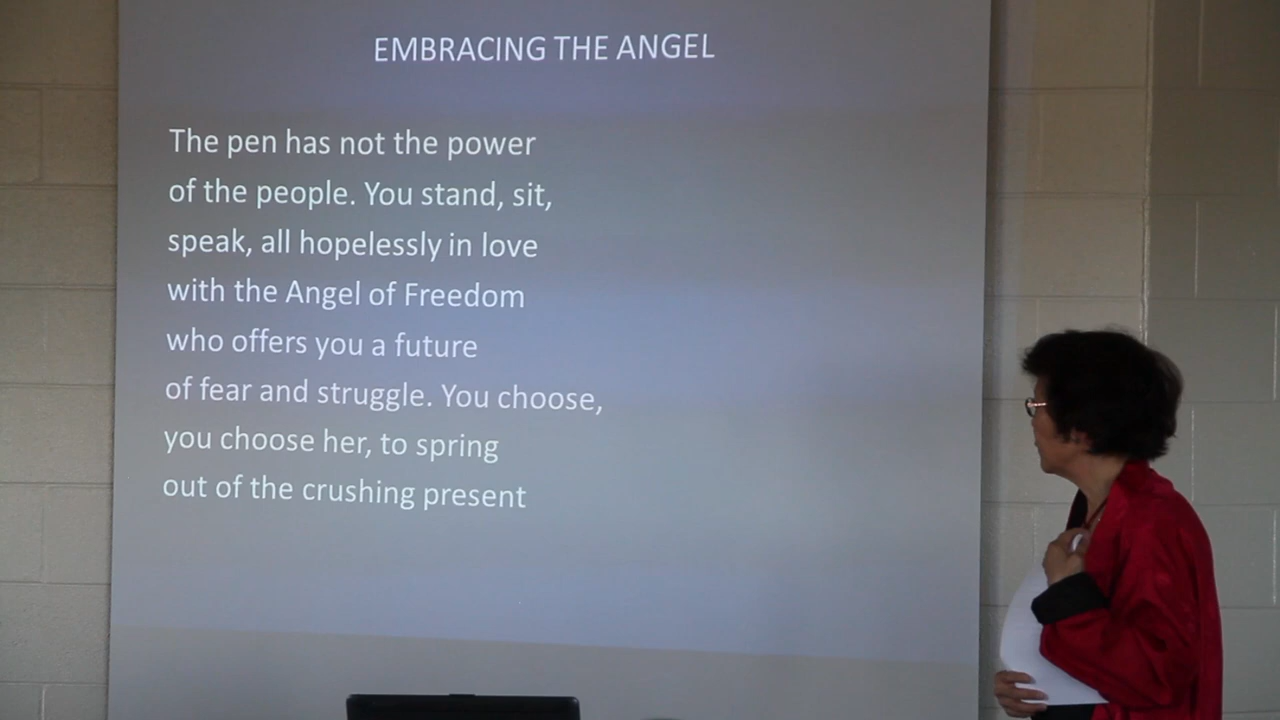 EMBRACING THE ANGEL
The pen has not the power
of the people. You stand, sit,
speak, all hopelessly in love
with the Angel of Freedom
who offers you a future
of fear and struggle. You choose,
you choose her, to spring
out of the crushing present